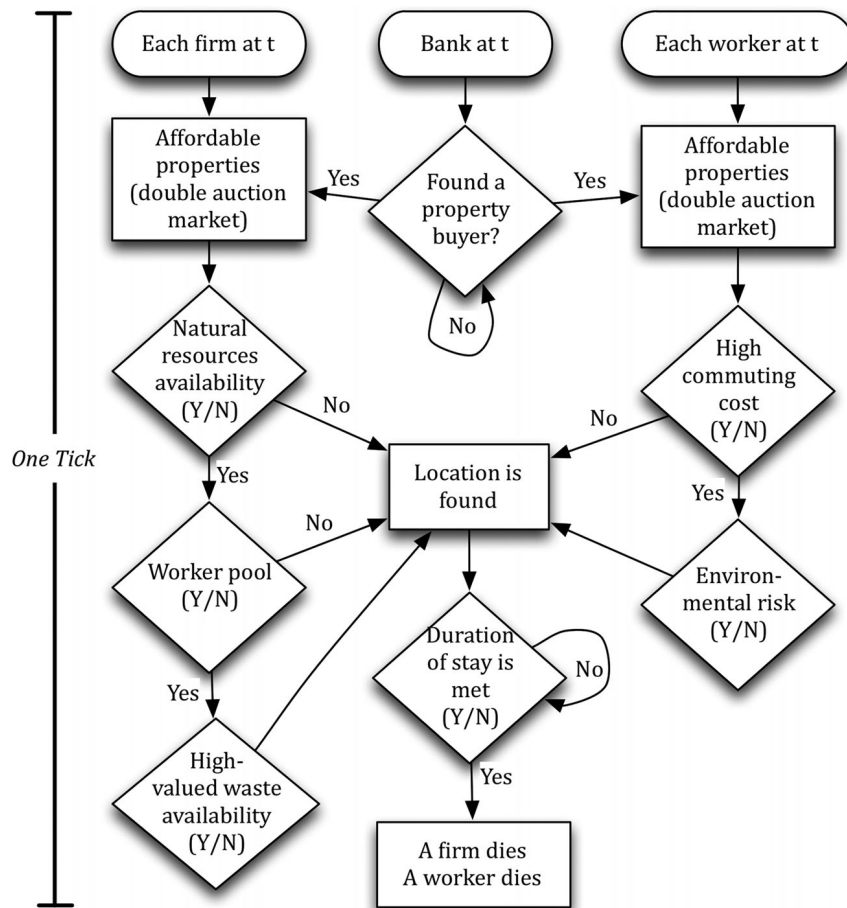 Each firm at t
Bank at t
Each worker at t
Affordable
properties
(double auction
market)
Yes
Found a
property
buyer?
Yes
Affordable
properties
(double auction
market)
No
Natural
resources
availability
(Y/N)
No
High
commuting
cost
(Y/N)
No
One Tick
Yes
Location is
found
Yes
No
Worker pool
(Y/N)
Environ-
mental risk
(Y/N)
Duration
of stay is
met
(Y/N)
No
Yes
High-
valued waste
availability
(Y/N)
Yes
A firm dies
A worker dies